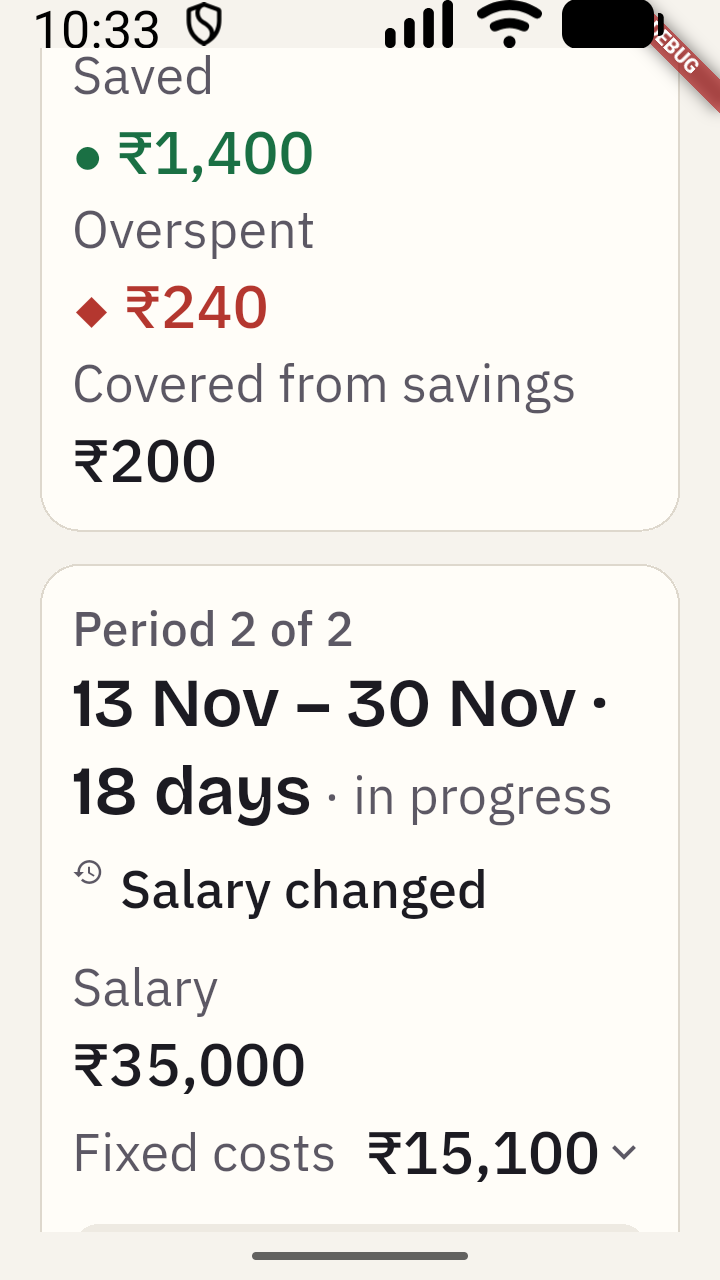 10:33
DEBUG
Saved
● ₹1,400
Overspent
◆ ₹240
Covered from savings
₹200
Period 2 of 2
13 Nov – 30 Nov ·
18 days · in progress
Salary changed
Salary
₹35,000
Fixed costs ₹15,100